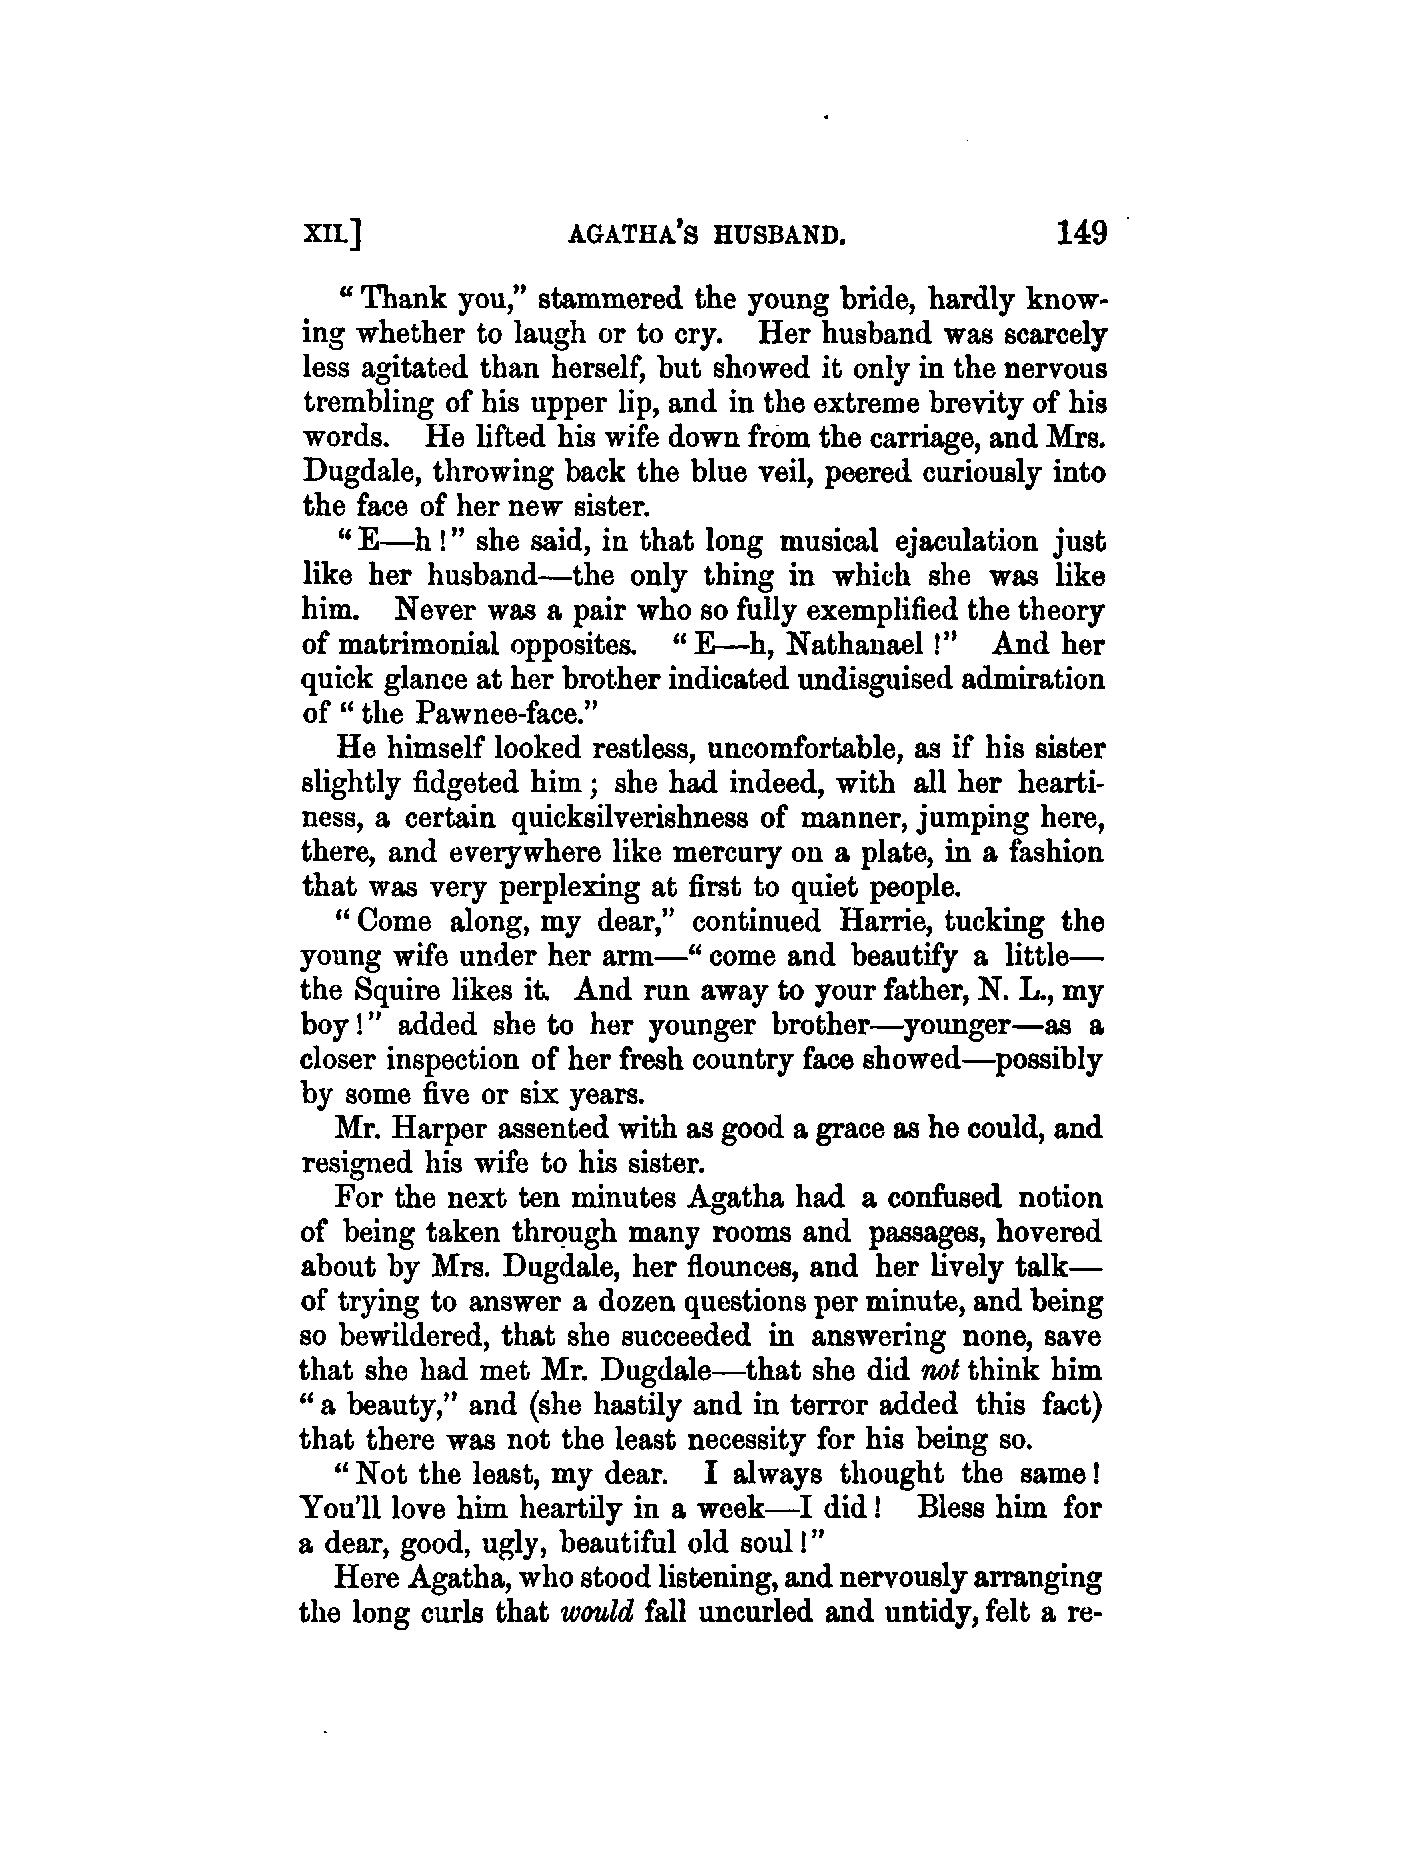 XII.] AGATHA'S HUSBAND. 149
“ Thank you,” stammered the young bride, hardly know-
ing whether to laugh or to cry. Her husband was scarcely
less agitated than herself, but showed it only in the nervous
trembling of his upper lip, and in the extreme brevity of his
words. He lifted his wife down from the carriage, and Mrs.
Dugdale, throwing back the blue veil, peered curiously into
the face of her new sister.
“ E—h ! ” she said, in that long musical ejaculation just
like her husband—the only thing in which she was like
him. Never was a pair who so fully exemplified the theory
of matrimonial opposites. “ E—h, Nathanael ! ” And her
quick glance at her brother indicated undisguised admiration
of “ the Pawnee-face.”
He himself looked restless, uncomfortable, as if his sister
slightly fidgeted him ; she had indeed, with all her hearti-
ness, a certain quicksilverishness of manner, jumping here,
there, and everywhere like mercury on a plate, in a fashion
that was very perplexing at first to quiet people.
“ Come along, my dear,” continued Harrie, tucking the
young wife under her arm—“ come and beautify a little—
the Squire likes it. And run away to your father, N. L., my
boy ! ” added she to her younger brother—younger—as a
closer inspection of her fresh country face showed—possibly
by some five or six years.
Mr. Harper assented with as good a grace as he could, and
resigned his wife to his sister.
For the next ten minutes Agatha had a confused notion
of being taken through many rooms and passages, hovered
about by Mrs. Dugdale, her flounces, and her lively talk—
of trying to answer a dozen questions per minute, and being
so bewildered, that she succeeded in answering none, save
that she had met Mr. Dugdale—that she did not think him
“ a beauty,” and (she hastily and in terror added this fact)
that there was not the least necessity for his being so.
“ Not the least, my dear. I always thought the same !
You'll love him heartily in a week—I did ! Bless him for
a dear, good, ugly, beautiful old soul ! ”
Here Agatha, who stood listening, and nervously arranging
the long curls that would fall uncurled and untidy, felt a re-